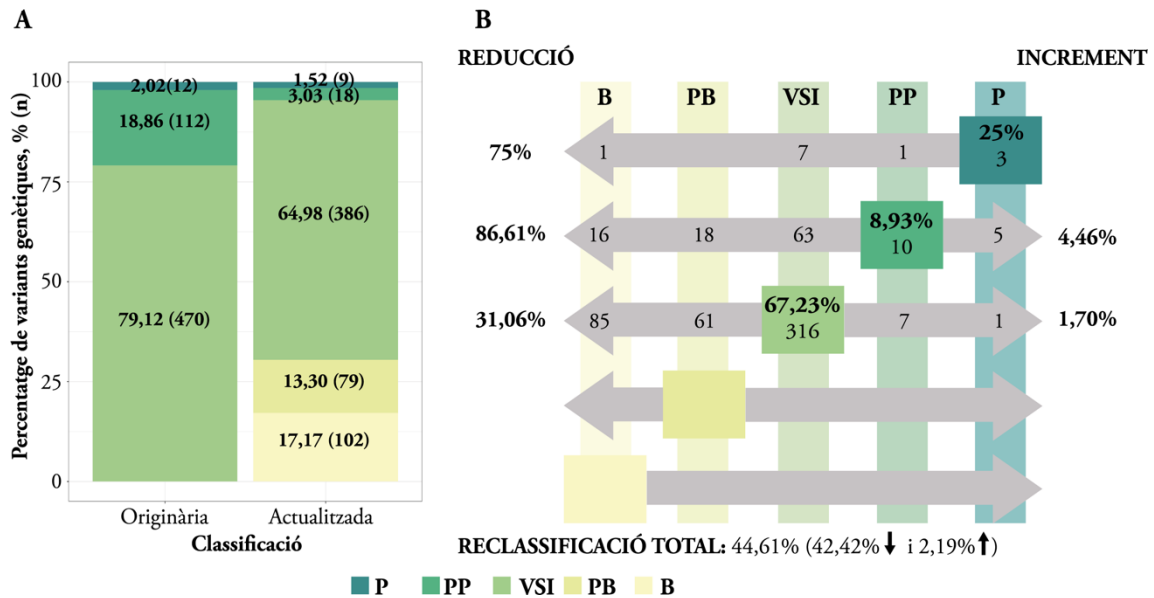 A
Percentatge de variants genètiques, % (n)
100
75
50
25
0
2,02(12)
18,86 (112)
79,12 (470)
1,52 (9)
3,03 (18)
64,98 (386)
13,30 (79)
17,17 (102)
Originària
Actualitzada
Classificació
B
REDUCCIÓ
INCREMENT
B PB VSI PP P
75% 1 7 1 25% 3
86,61% 16 18 63 8,93% 10 5 4,46%
31,06% 85 61 67,23% 316 7 1 1,70%
RECLASSIFICACIÓ TOTAL: 44,61% (42,42% i 2,19% )
P PP VSI PB B